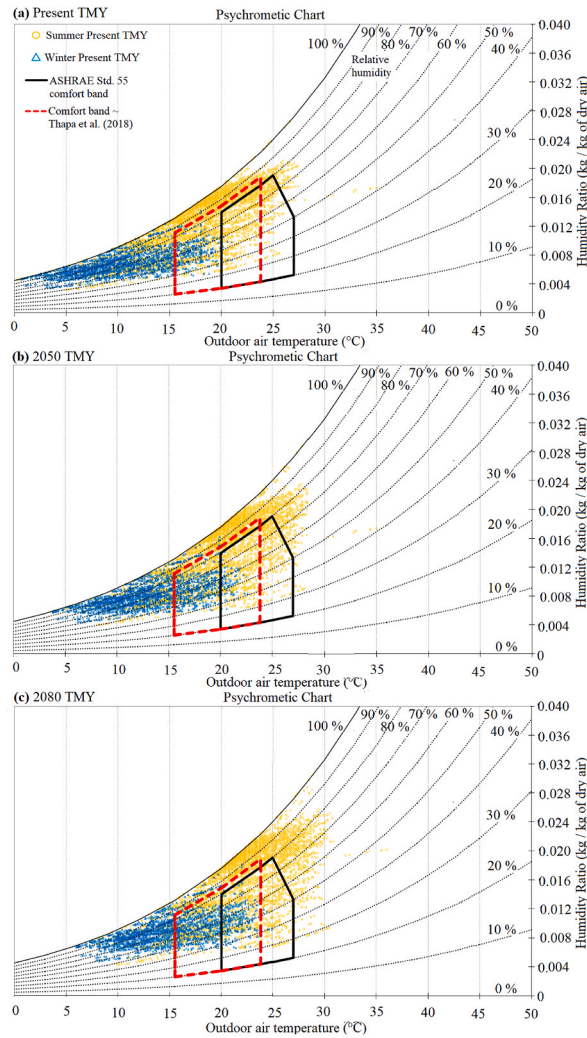 (a) Present TMY
Psychrometic Chart
Summer Present TMY
Winter Present TMY
ASHRAE Std. 55
comfort band
Comfort band ~
Thapa et al. (2018)
100 %
90 %
80 %
70 %
60 %
50 %
40 %
Relative
humidity
30 %
20 %
10 %
0 %
0.040
0.036
0.032
0.028
0.024
0.020
0.016
0.012
0.008
0.004
0
Humidity Ratio (kg / kg of dry air)
0 5 10 15 20 25 30 35 40 45 50
Outdoor air temperature (°C)
(b) 2050 TMY
Psychrometic Chart
100 %
90 %
80 %
70 %
60 %
50 %
40 %
30 %
20 %
10 %
0 %
0.040
0.036
0.032
0.028
0.024
0.020
0.016
0.012
0.008
0.004
0
Humidity Ratio (kg / kg of dry air)
0 5 10 15 20 25 30 35 40 45 50
Outdoor air temperature (°C)
(c) 2080 TMY
Psychrometic Chart
100 %
90 %
80 %
70 %
60 %
50 %
40 %
30 %
20 %
10 %
0 %
0.040
0.036
0.032
0.028
0.024
0.020
0.016
0.012
0.008
0.004
0
Humidity Ratio (kg / kg of dry air)
0 5 10 15 20 25 30 35 40 45 50
Outdoor air temperature (°C)